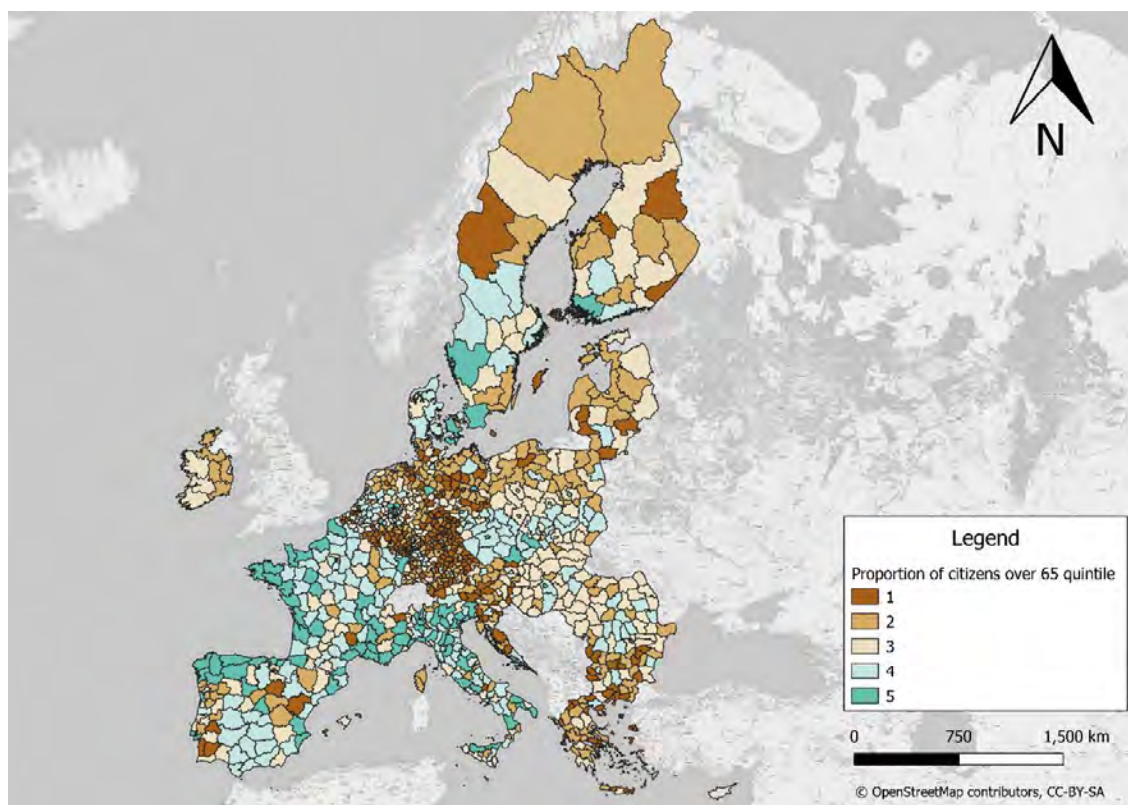 N
Legend
Proportion of citizens over 65 quintile
1
2
3
4
5
0 750 1,500 km
© OpenStreetMap contributors, CC-BY-SA